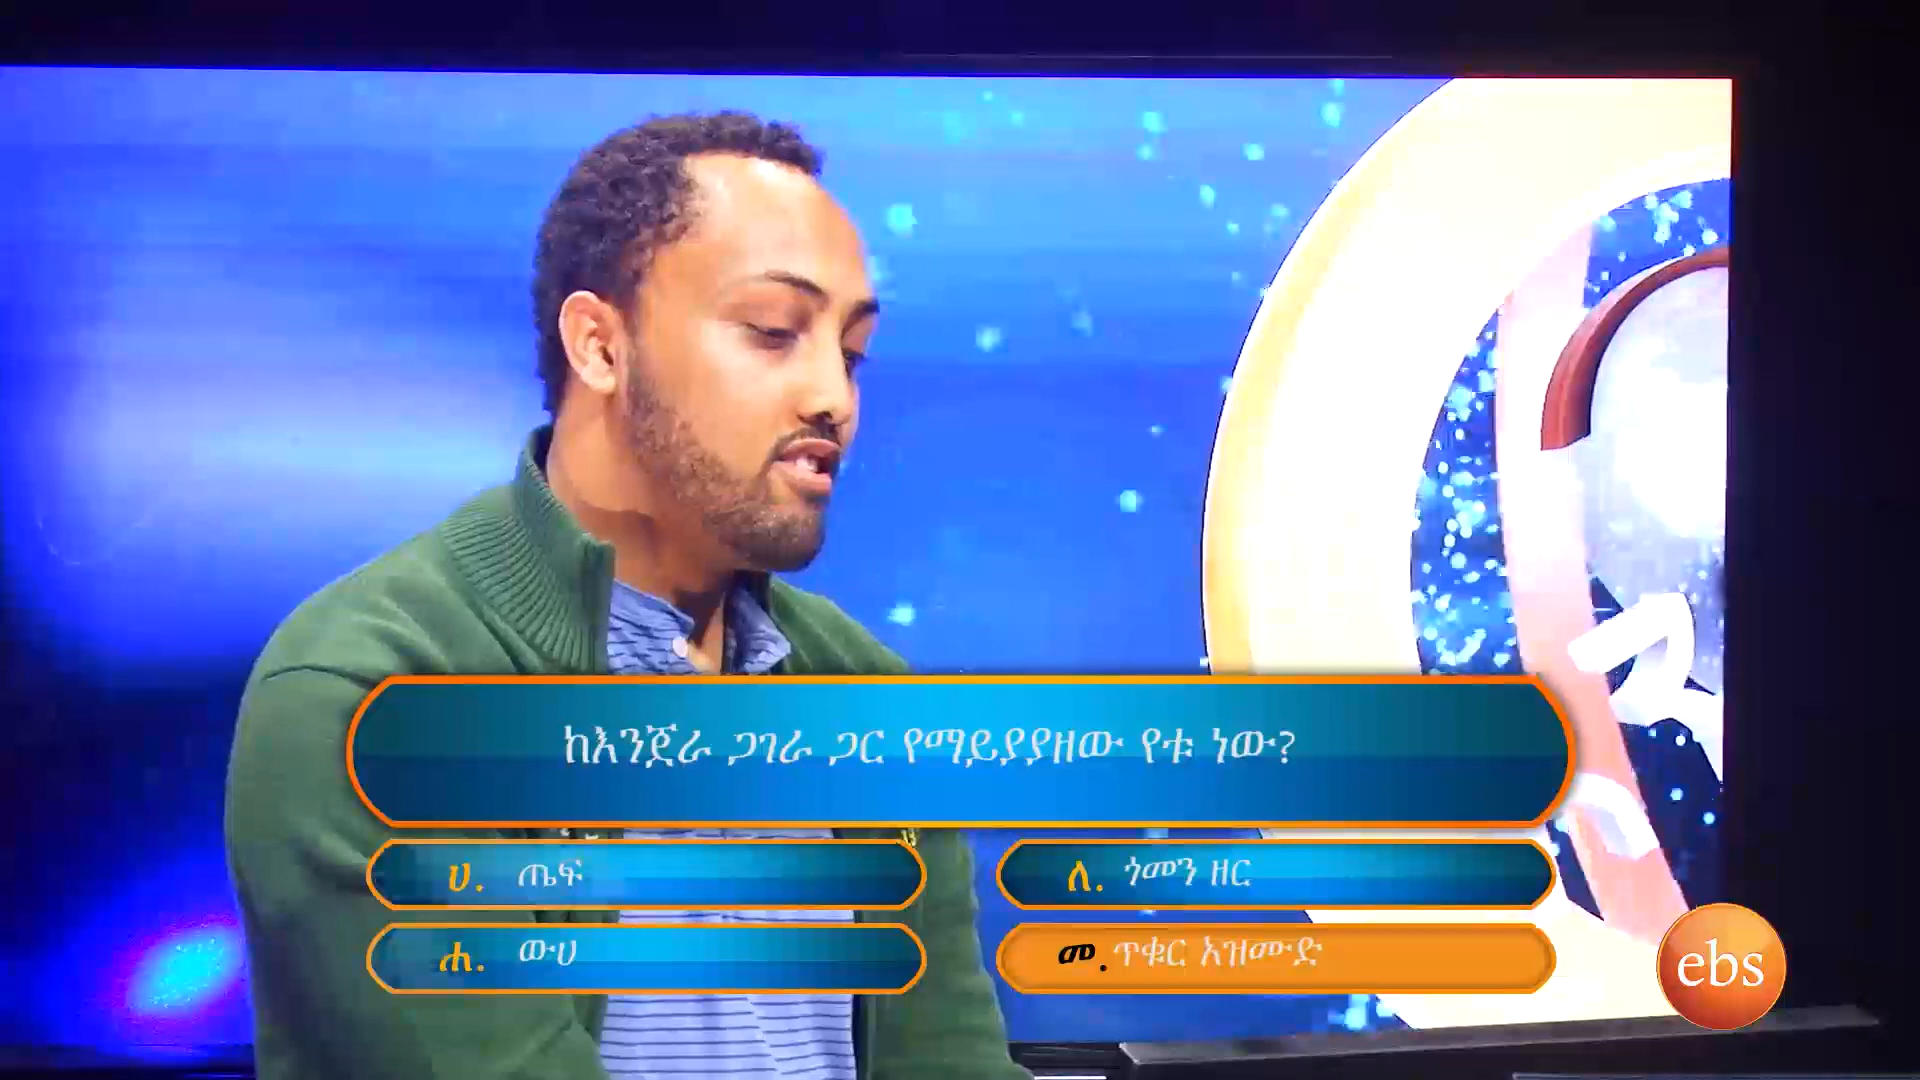 ከእንጀራ ጋገራ ጋር የማይያያዘው የቱ ነው?
ሀ. ጤፍ
ለ. ጎመን ዘር
ሐ. ውሀ
መ. ጥቁር አዝሙድ
ebs